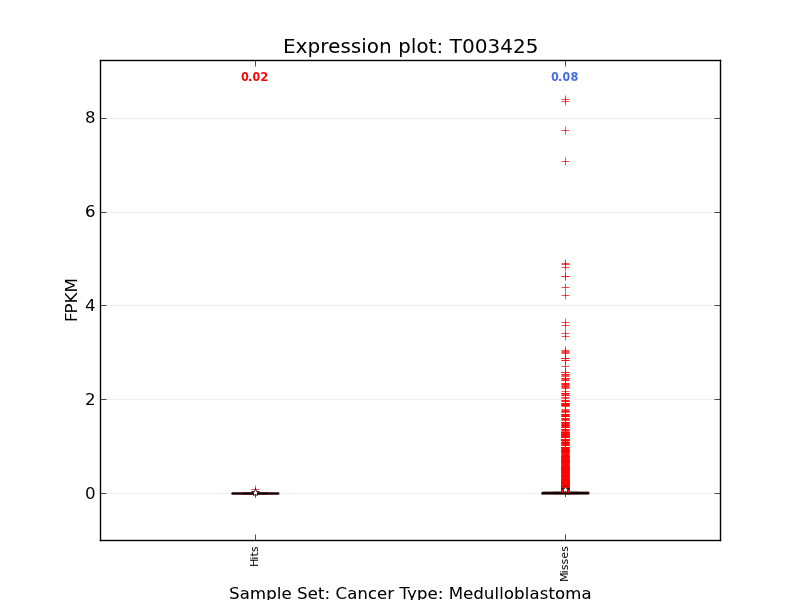 Expression plot: T003425
0.02
0.08
8
6
4
2
0
FPKM
Hits
Misses
Sample Set: Cancer Type: Medulloblastoma